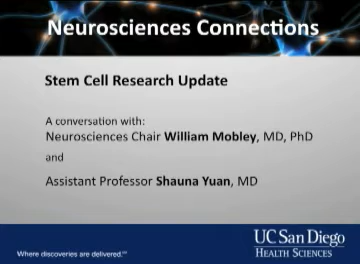 Neurosciences Connections
Stem Cell Research Update
A conversation with:
Neurosciences Chair William Mobley, MD, PhD
and
Assistant Professor Shauna Yuan, MD
Where discoveries are delivered.℠
UC San Diego
HEALTH SCIENCES